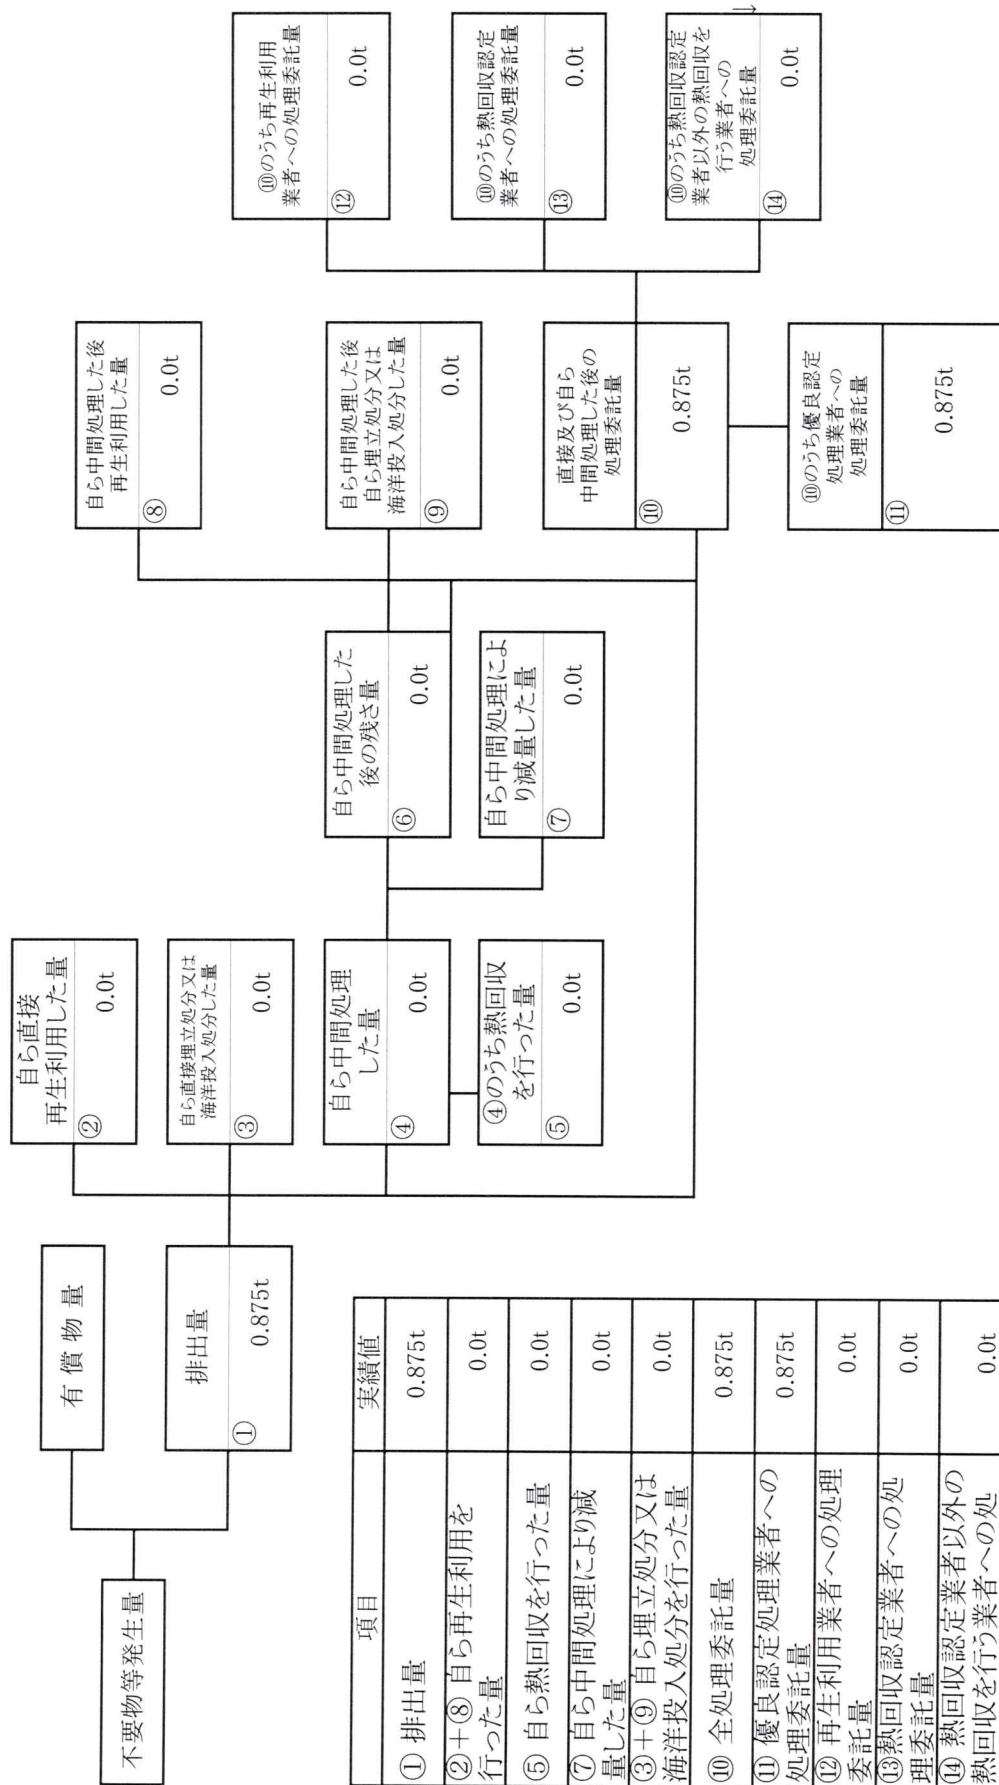 不要物等発生量
有 償 物 量
排出量
①
0.875t
自ら直接
再生利用した量
②
0.0t
自ら直接埋立処分又は
海洋投入処分した量
③
0.0t
自ら中間処理
した量
④
0.0t
④のうち熱回収
を行った量
⑤
0.0t
自ら中間処理した
後の残さ量
⑥
0.0t
自ら中間処理によ
り減量した量
⑦
0.0t
自ら中間処理した後
再生利用した量
⑧
0.0t
自ら中間処理した後
自ら埋立処分又は
海洋投入処分した量
⑨
0.0t
直接及び自ら
中間処理した後の
処理委託量
⑩
0.875t
⑩のうち優良認定
処理業者への
処理委託量
⑪
0.875t
⑩のうち再生利用
業者への処理委託量
⑫
0.0t
⑩のうち熱回収認定
業者への処理委託量
⑬
0.0t
⑩のうち熱回収認定
業者以外の熱回収を
行う業者への
処理委託量
⑭
0.0t
項目 実績値
① 排出量 0.875t
②+⑧ 自ら再生利用を
行った量 0.0t
⑤ 自ら熱回収を行った量 0.0t
⑦ 自ら中間処理により減
量した量 0.0t
③+⑨ 自ら埋立処分又は
海洋投入処分を行った量 0.0t
⑩ 全処理委託量 0.875t
⑪ 優良認定処理業者への
処理委託量 0.875t
⑫ 再生利用業者への処理
委託量 0.0t
⑬熱回収認定業者への処
理委託量 0.0t
⑭ 熱回収認定業者以外の
熱回収を行う業者への処 0.0t